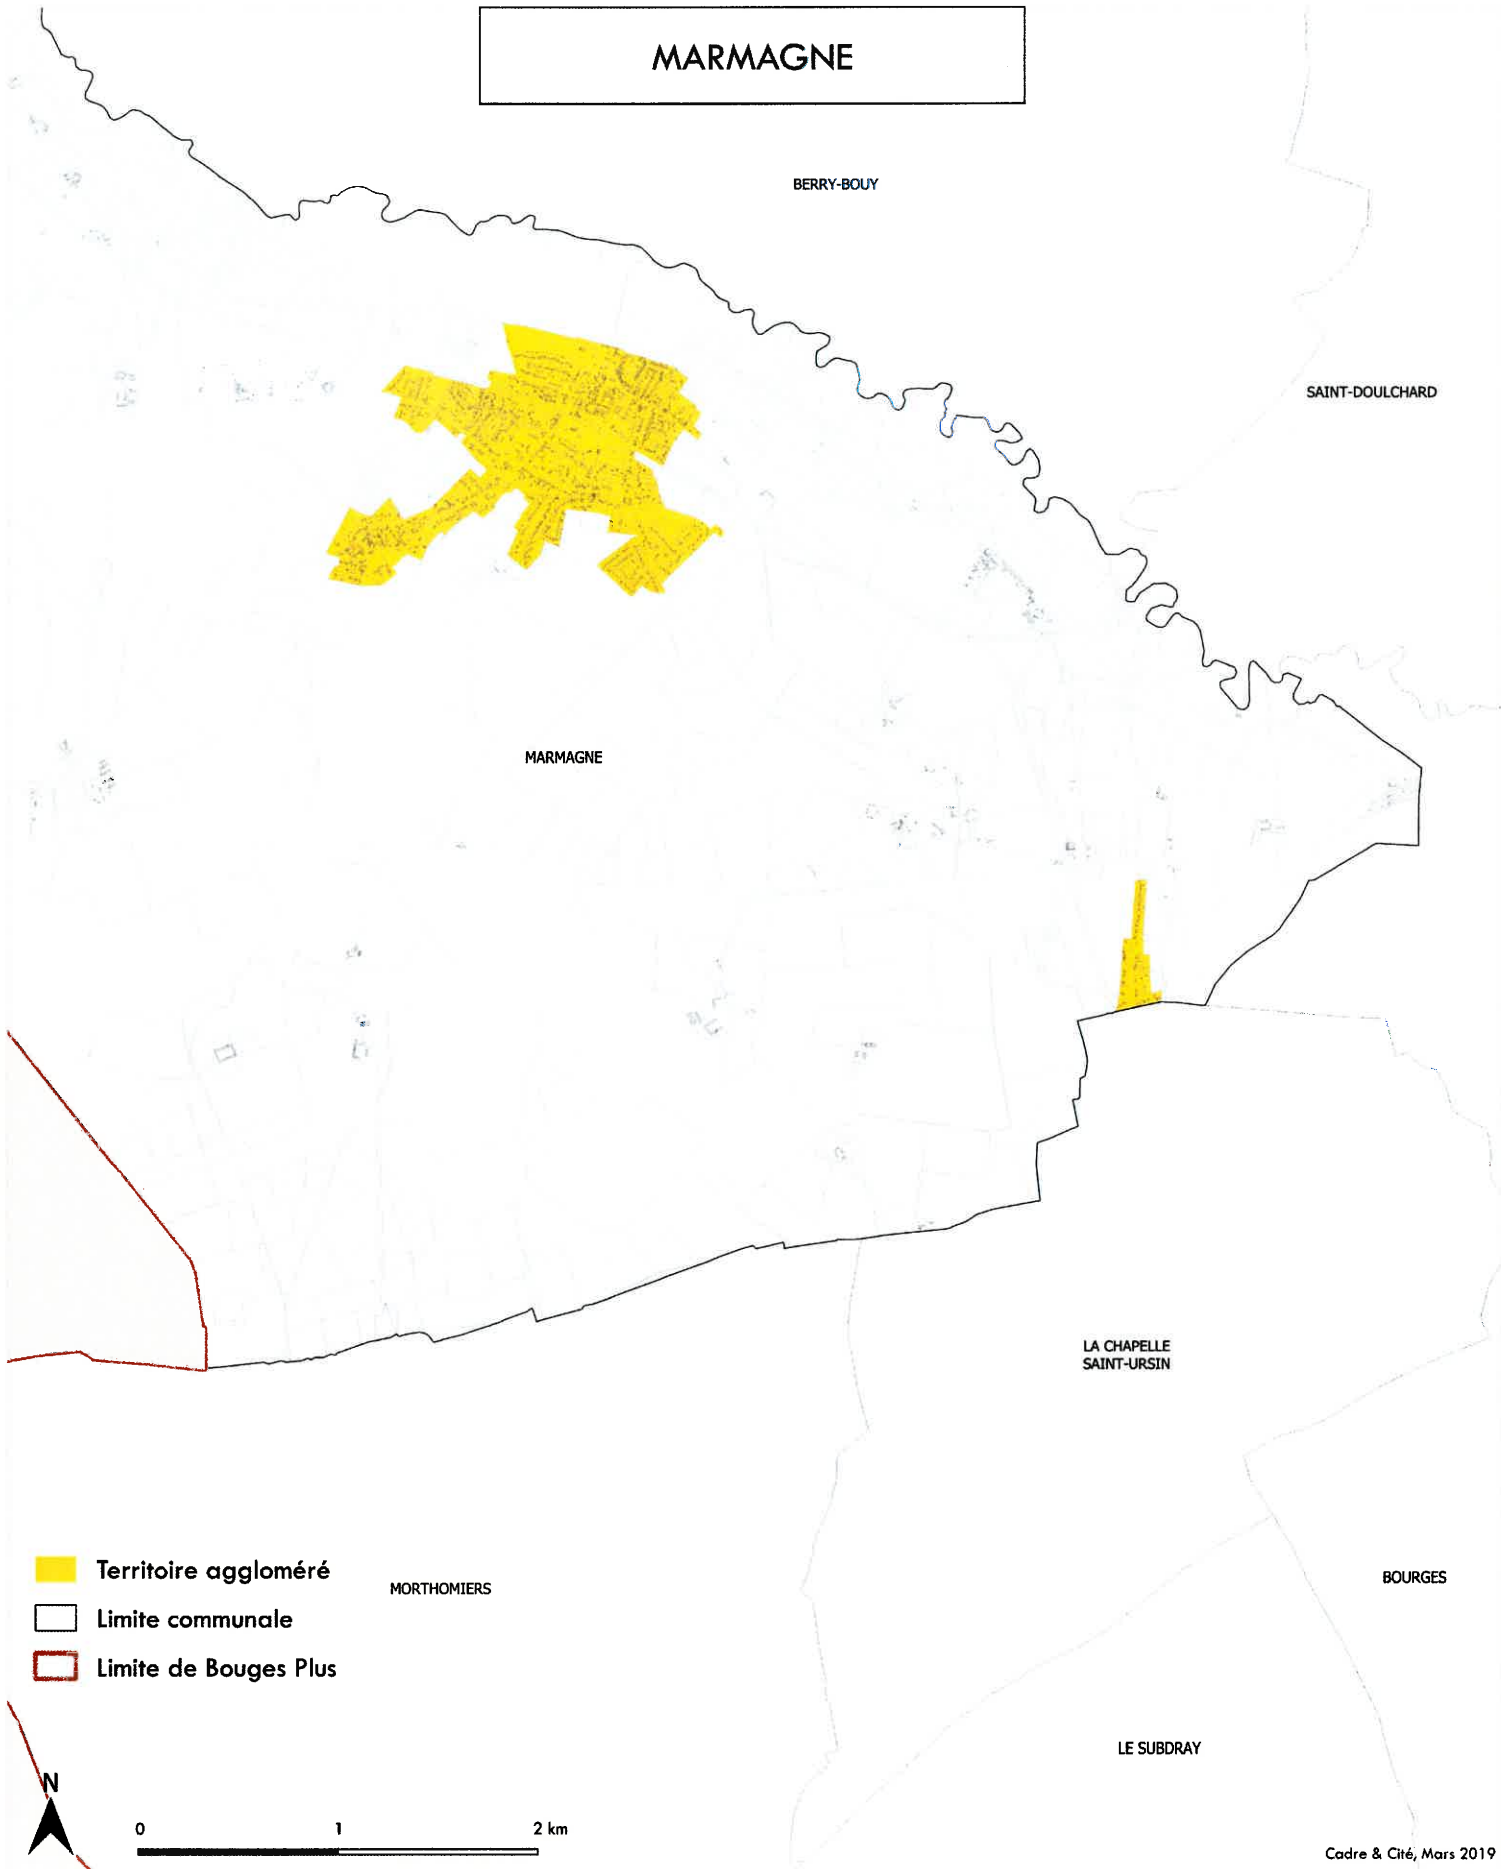 MARMAGNE
BERRY-BOUY
SAINT-DOULCHARD
MARMAGNE
LA CHAPELLE
SAINT-URSIN
Territoire aggloméré
Limite communale
Limite de Bouges Plus
MORTHOMIERS
BOURGES
LE SUBDRAY
N
0 1 2 km
Cadre & Cité, Mars 2019